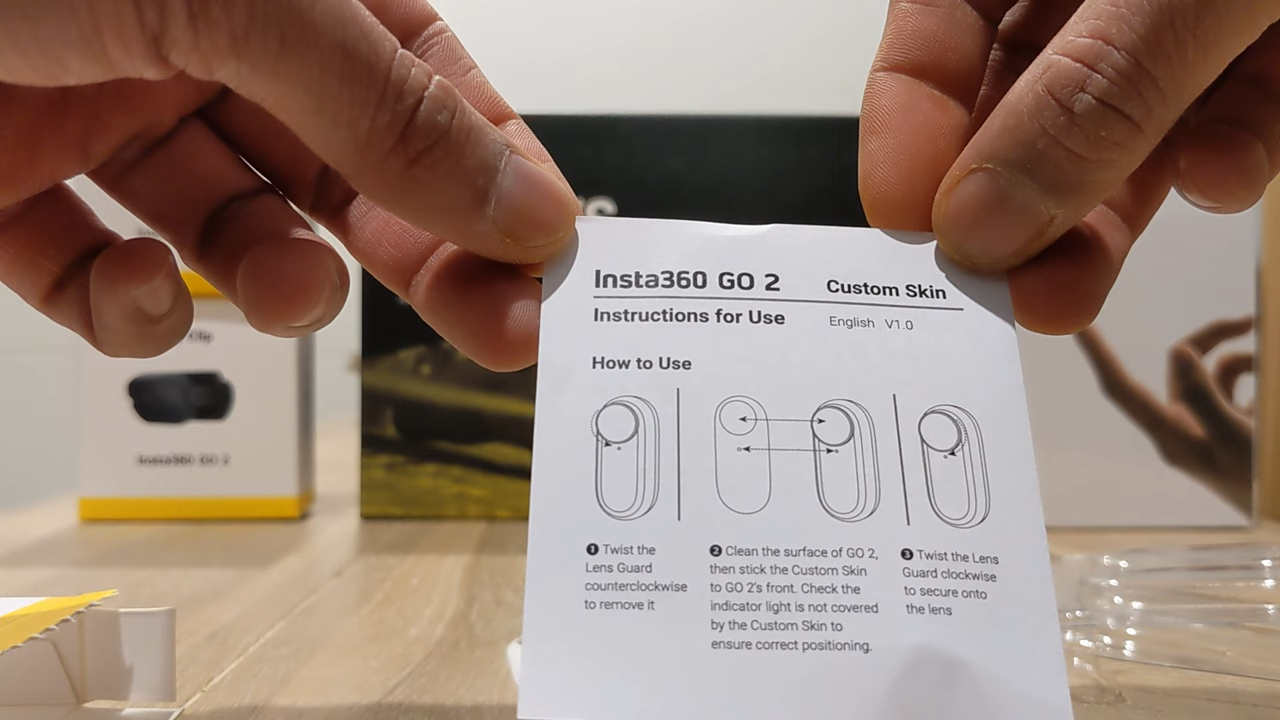 Insta360 GO 2
Custom Skin
Instructions for Use
English V1.0
How to Use
❶ Twist the
Lens Guard
counterclockwise
to remove it
❷ Clean the surface of GO 2,
then stick the Custom Skin
to GO 2's front. Check the
indicator light is not covered
by the Custom Skin to
ensure correct positioning.
❸ Twist the Lens
Guard clockwise
to secure onto
the lens
Insta360 GO 2